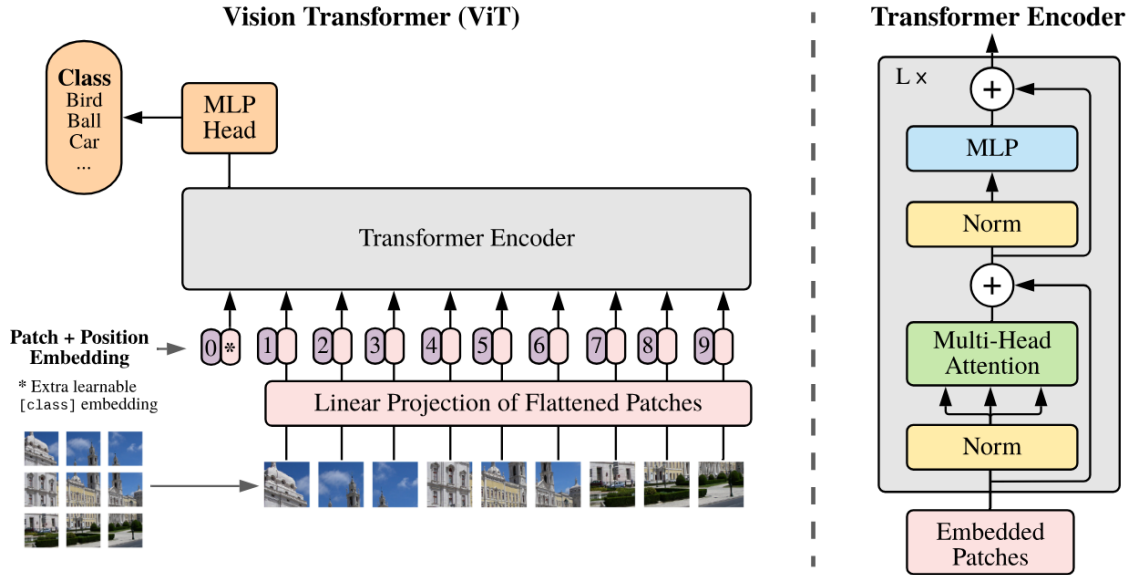 Vision Transformer (ViT)
Class
Bird
Ball
Car
...
MLP
Head
Transformer Encoder
Patch + Position
Embedding
0 * 1 2 3 4 5 6 7 8 9
* Extra learnable
[class] embedding
Linear Projection of Flattened Patches
Transformer Encoder
L ×
+
MLP
Norm
+
Multi-Head
Attention
Norm
Embedded
Patches